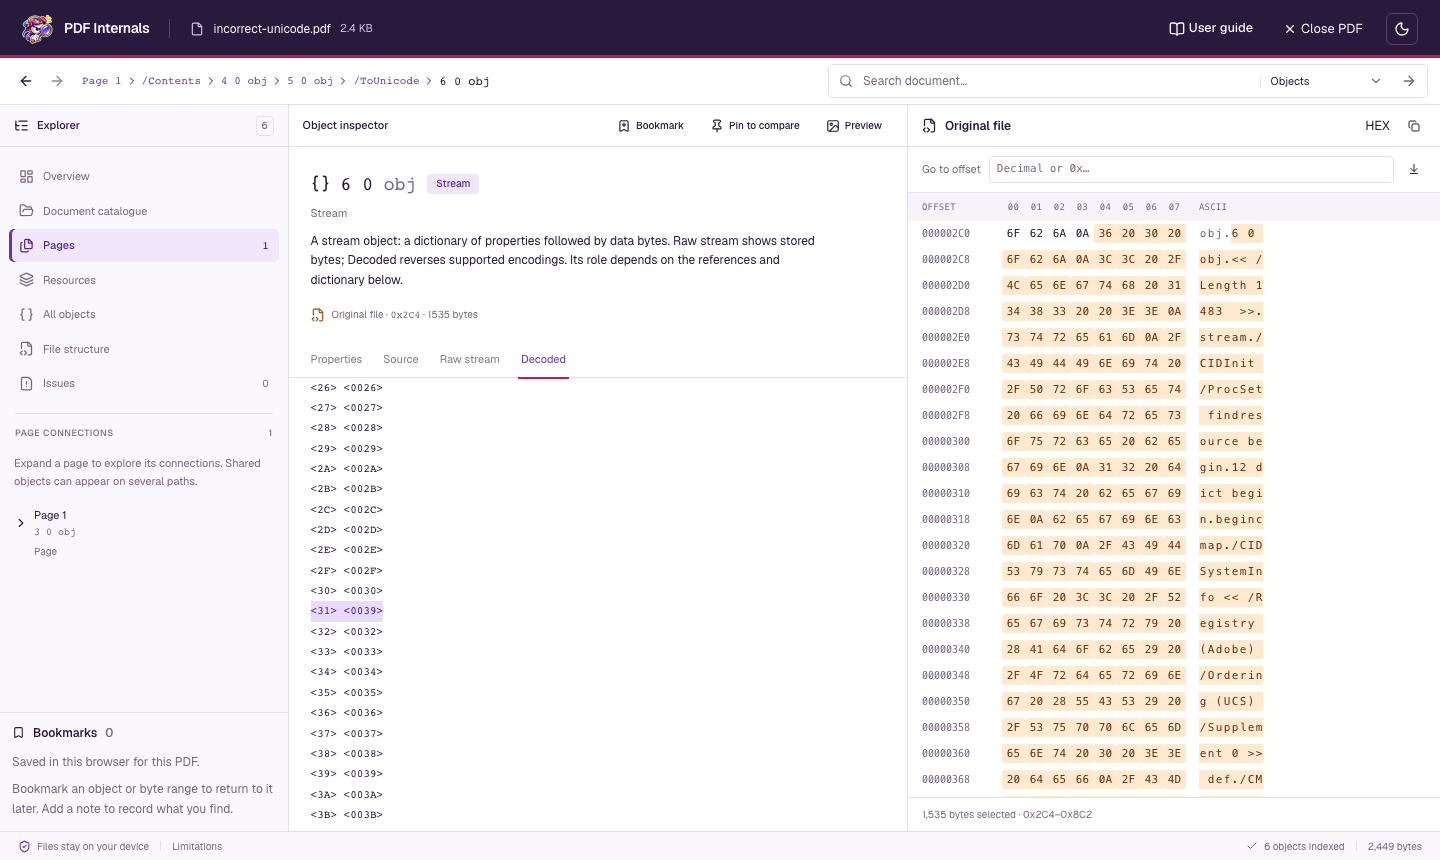 PDF Internals
incorrect-unicode.pdf 2.4 KB
User guide
Close PDF
Page 1 > /Contents > 4 0 obj > 5 0 obj > /ToUnicode > 6 0 obj
Search document…
Objects
Explorer 6
Overview
Document catalogue
Pages 1
Resources
All objects
File structure
Issues 0
PAGE CONNECTIONS 1
Expand a page to explore its connections. Shared
objects can appear on several paths.
Page 1
3 0 obj
Page
Bookmarks 0
Saved in this browser for this PDF.
Bookmark an object or byte range to return to it
later. Add a note to record what you find.
Object inspector
Bookmark
Pin to compare
Preview
{} 6 0 obj Stream
Stream
A stream object: a dictionary of properties followed by data bytes. Raw stream shows stored
bytes; Decoded reverses supported encodings. Its role depends on the references and
dictionary below.
Original file · 0x2C4 · 1535 bytes
Properties Source Raw stream Decoded
<26> <0026>
<27> <0027>
<28> <0028>
<29> <0029>
<2A> <002A>
<2B> <002B>
<2C> <002C>
<2D> <002D>
<2E> <002E>
<2F> <002F>
<30> <0030>
<31> <0039>
<32> <0032>
<33> <0033>
<34> <0034>
<35> <0035>
<36> <0036>
<37> <0037>
<38> <0038>
<39> <0039>
<3A> <003A>
<3B> <003B>
Original file
HEX
Go to offset Decimal or 0x…
OFFSET 00 01 02 03 04 05 06 07 ASCII
000002C0 6F 62 6A 0A 36 20 30 20 obj.6 0
000002C8 6F 62 6A 0A 3C 3C 20 2F obj.<< /
000002D0 4C 65 6E 67 74 68 20 31 Length 1
000002D8 34 38 33 20 20 3E 3E 0A 483  >>.
000002E0 73 74 72 65 61 6D 0A 2F stream./
000002E8 43 49 44 49 6E 69 74 20 CIDInit
000002F0 2F 50 72 6F 63 53 65 74 /ProcSet
000002F8 20 66 69 6E 64 72 65 73 findres
00000300 6F 75 72 63 65 20 62 65 ource be
00000308 67 69 6E 0A 31 32 20 64 gin.12 d
00000310 69 63 74 20 62 65 67 69 ict begi
00000318 6E 0A 62 65 67 69 6E 63 n.beginc
00000320 6D 61 70 0A 2F 43 49 44 map./CID
00000328 53 79 73 74 65 6D 49 6E SystemIn
00000330 66 6F 20 3C 3C 20 2F 52 fo << /R
00000338 65 67 69 73 74 72 79 20 egistry
00000340 28 41 64 6F 62 65 29 20 (Adobe)
00000348 2F 4F 72 64 65 72 69 6E /Orderin
00000350 67 20 28 55 43 53 29 20 g (UCS)
00000358 2F 53 75 70 70 6C 65 6D /Supplem
00000360 65 6E 74 20 30 20 3E 3E ent 0 >>
00000368 20 64 65 66 0A 2F 43 4D def./CM
1,535 bytes selected · 0x2C4–0x8C2
Files stay on your device
Limitations
6 objects indexed
2,449 bytes